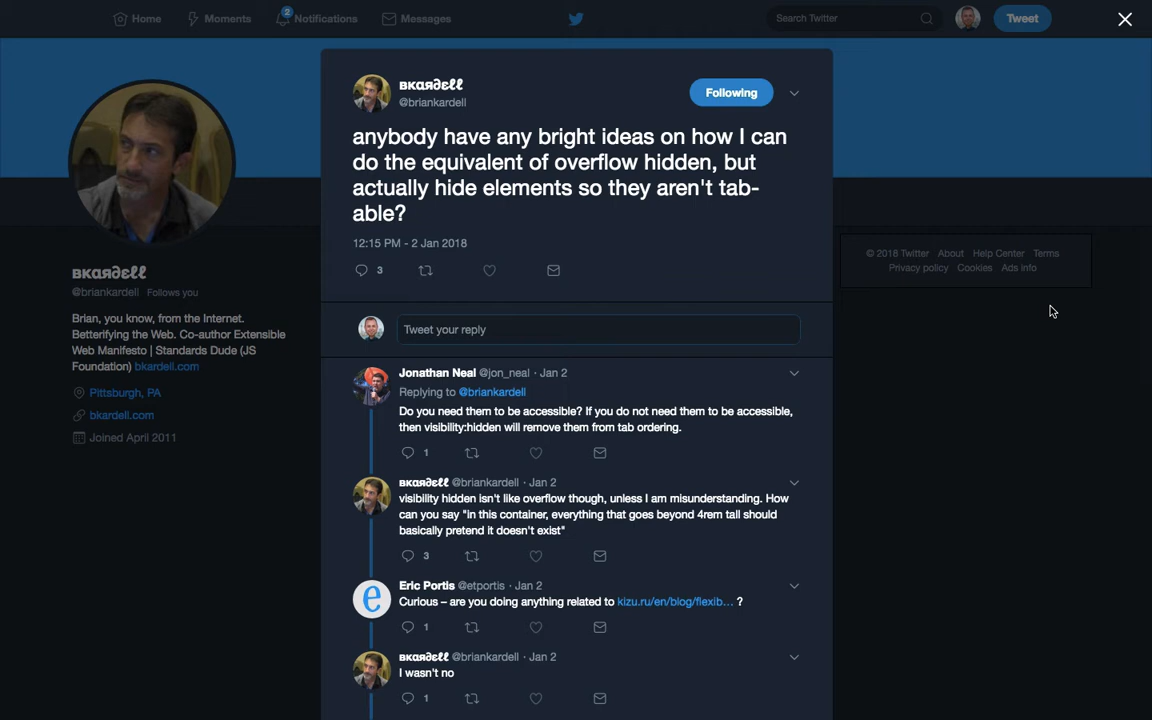 Home Moments 2 Notifications Messages Search Twitter Tweet
вкαя∂εℓℓ
@briankardell Following
anybody have any bright ideas on how I can
do the equivalent of overflow hidden, but
actually hide elements so they aren't tab-
able?
12:15 PM - 2 Jan 2018
3
Tweet your reply
Jonathan Neal @jon_neal · Jan 2
Replying to @briankardell
Do you need them to be accessible? If you do not need them to be accessible,
then visibility:hidden will remove them from tab ordering.
1
вкαя∂εℓℓ @briankardell · Jan 2
visibility hidden isn't like overflow though, unless I am misunderstanding. How
can you say "in this container, everything that goes beyond 4rem tall should
basically pretend it doesn't exist"
3
Eric Portis @etportis · Jan 2
Curious – are you doing anything related to kizu.ru/en/blog/flexib… ?
1
вкαя∂εℓℓ @briankardell · Jan 2
I wasn't no
1
вкαя∂εℓℓ
@briankardell Follows you
Brian, you know, from the Internet.
Betterifying the Web. Co-author Extensible
Web Manifesto | Standards Dude (JS
Foundation) bkardell.com
Pittsburgh, PA
bkardell.com
Joined April 2011
© 2018 Twitter About Help Center Terms
Privacy policy Cookies Ads info